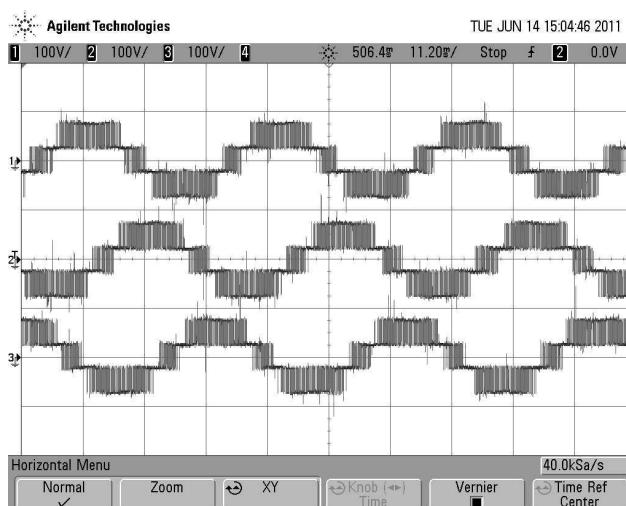 Agilent Technologies TUE JUN 14 15:04:46 2011
1 100V/ 2 100V/ 3 100V/ 4 506.4ms 11.20ms/ Stop 2 0.0V
1
2
T
3
Horizontal Menu 40.0kSa/s
Normal Zoom XY Knob Time Vernier Time Ref Center